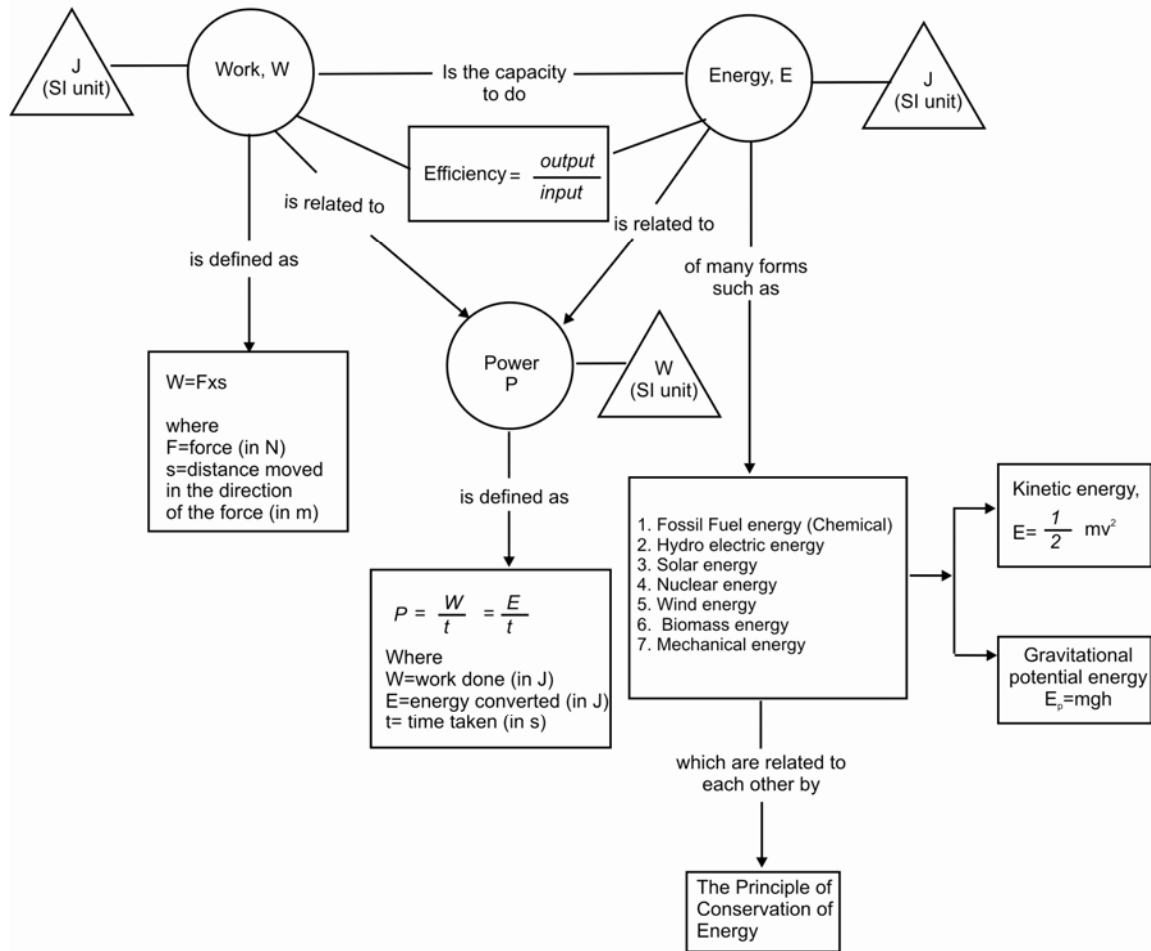 J
(SI unit)
Work, W
Is the capacity
to do
Energy, E
J
(SI unit)
Efficiency = output
input
is related to
is related to
is defined as
of many forms
such as
Power
P
W
(SI unit)
W=Fxs
where
F=force (in N)
s=distance moved
in the direction
of the force (in m)
is defined as
P = W/t = E/t
Where
W=work done (in J)
E=energy converted (in J)
t= time taken (in s)
1. Fossil Fuel energy (Chemical)
2. Hydro electric energy
3. Solar energy
4. Nuclear energy
5. Wind energy
6. Biomass energy
7. Mechanical energy
Kinetic energy,
E= 1/2 mv²
Gravitational
potential energy
Eₚ=mgh
which are related to
each other by
The Principle of
Conservation of
Energy